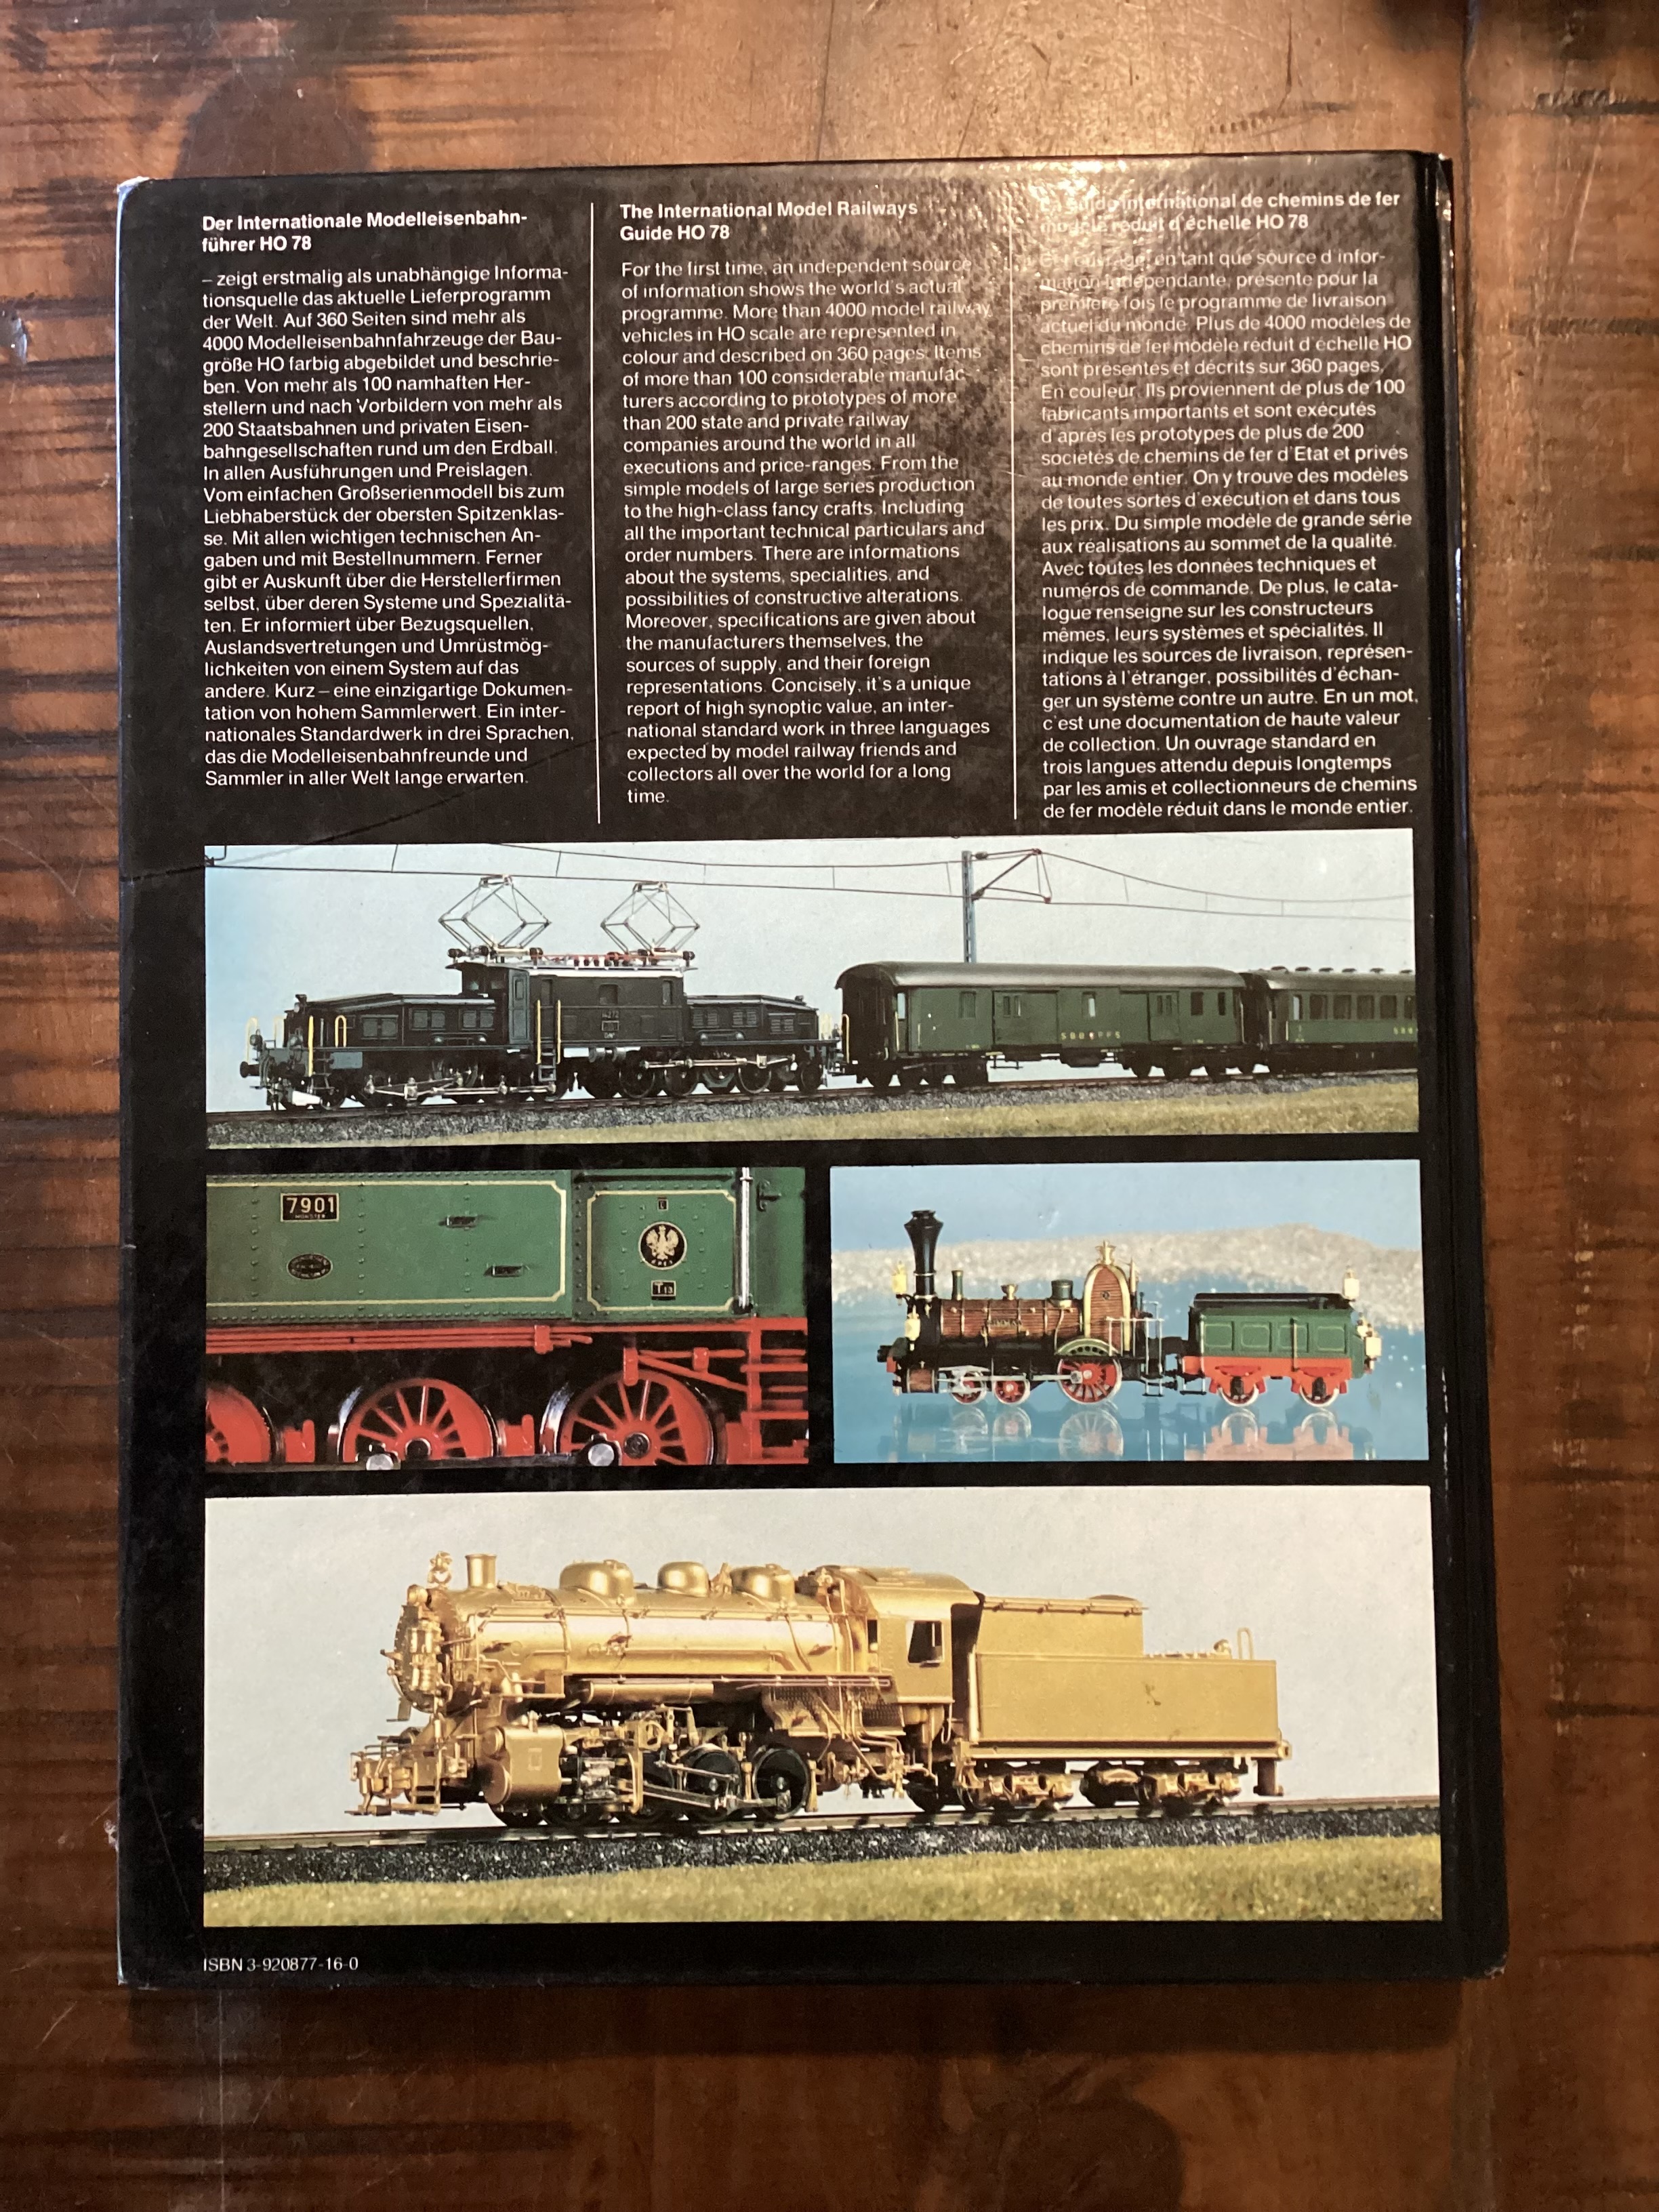 Der Internationale Modelleisenbahn-
führer HO 78
– zeigt erstmalig als unabhängige Informa-
tionsquelle das aktuelle Lieferprogramm
der Welt. Auf 360 Seiten sind mehr als
4000 Modelleisenbahnfahrzeuge der Bau-
größe HO farbig abgebildet und beschrie-
ben. Von mehr als 100 namhaften Her-
stellern und nach Vorbildern von mehr als
200 Staatsbahnen und privaten Eisen-
bahngesellschaften rund um den Erdball.
In allen Ausführungen und Preislagen.
Vom einfachen Großserienmodell bis zum
Liebhaberstück der obersten Spitzenklas-
se. Mit allen wichtigen technischen An-
gaben und mit Bestellnummern. Ferner
gibt er Auskunft über die Herstellerfirmen
selbst, über deren Systeme und Spezialitä-
ten. Er informiert über Bezugsquellen,
Auslandsvertretungen und Umrüstmög-
lichkeiten von einem System auf das
andere. Kurz – eine einzigartige Dokumen-
tation von hohem Sammlerwert. Ein inter-
nationales Standardwerk in drei Sprachen,
das die Modelleisenbahnfreunde und
Sammler in aller Welt lange erwarten.
The International Model Railways
Guide HO 78
For the first time, an independent source
of information shows the world's actual
programme. More than 4000 model railway
vehicles in HO scale are represented in
colour and described on 360 pages. Items
of more than 100 considerable manufac-
turers according to prototypes of more
than 200 state and private railway
companies around the world in all
executions and price-ranges. From the
simple models of large series production
to the high-class fancy crafts. Including
all the important technical particulars and
order numbers. There are informations
about the systems, specialities, and
possibilities of constructive alterations.
Moreover, specifications are given about
the manufacturers themselves, the
sources of supply, and their foreign
representations. Concisely, it's a unique
report of high synoptic value, an inter-
national standard work in three languages
expected by model railway friends and
collectors all over the world for a long
time.
guide international de chemins de fer
modèle réduit d'échelle HO 78
en tant que source d'infor-
mation indépendante, présente pour la
première fois le programme de livraison
actuel du monde. Plus de 4000 modèles de
chemins de fer modèle réduit d'échelle HO
sont présentés et décrits sur 360 pages.
En couleur. Ils proviennent de plus de 100
fabricants importants et sont exécutés
d'après les prototypes de plus de 200
sociétés de chemins de fer d'Etat et privés
au monde entier. On y trouve des modèles
de toutes sortes d'exécution et dans tous
les prix. Du simple modèle de grande série
aux réalisations au sommet de la qualité.
Avec toutes les données techniques et
numéros de commande. De plus, le cata-
logue renseigne sur les constructeurs
mêmes, leurs systèmes et spécialités. Il
indique les sources de livraison, représen-
tations à l'étranger, possibilités d'échan-
ger un système contre un autre. En un mot,
c'est une documentation de haute valeur
de collection. Un ouvrage standard en
trois langues attendu depuis longtemps
par les amis et collectionneurs de chemins
de fer modèle réduit dans le monde entier.
14272
SBB CFF
SBB
7901
MÜNSTER
T13
ISBN 3-920877-16-0